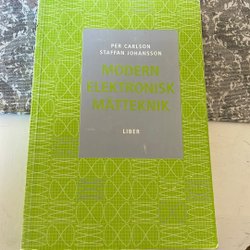 PER CARLSON
STAFFAN JOHANSSON
MODERN
ELEKTRONISK
MÄTTEKNIK
LIBER